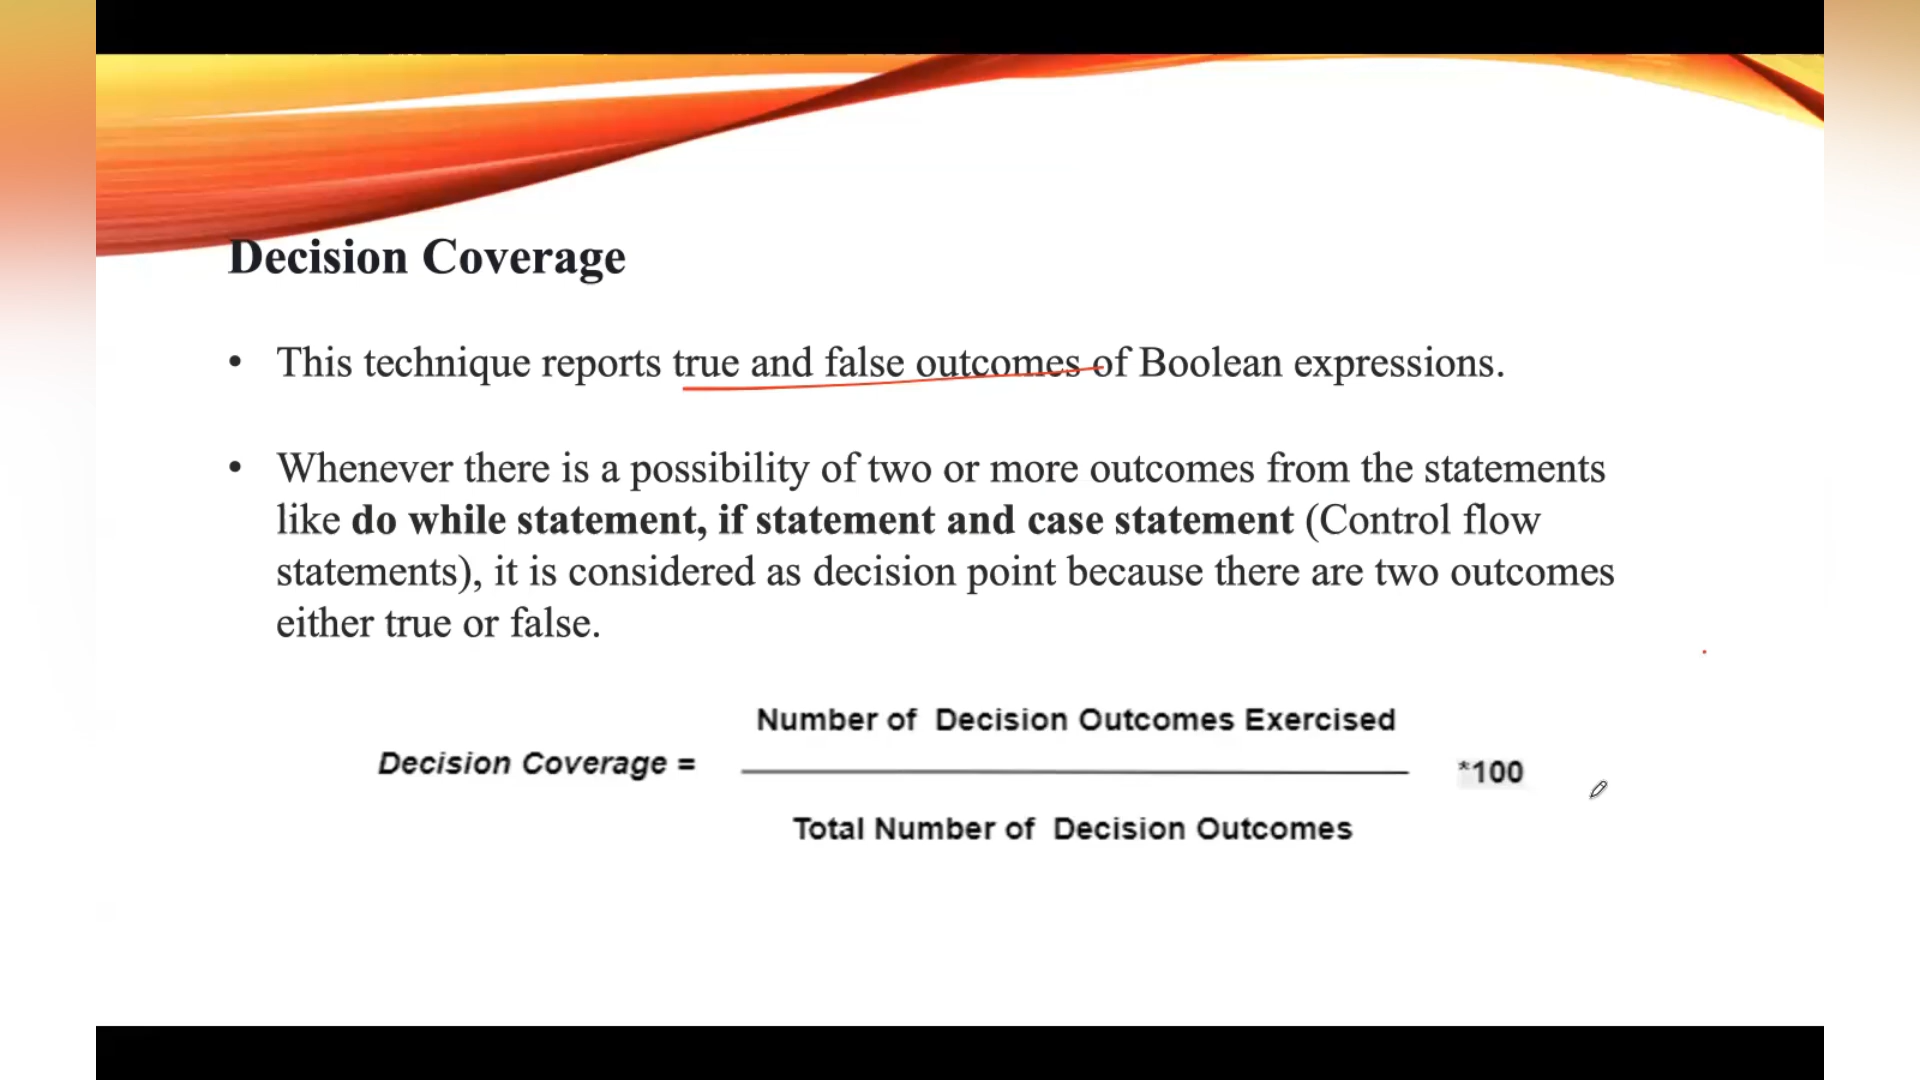 Decision Coverage
• This technique reports true and false outcomes of Boolean expressions.
• Whenever there is a possibility of two or more outcomes from the statements
like do while statement, if statement and case statement (Control flow
statements), it is considered as decision point because there are two outcomes
either true or false.
Number of Decision Outcomes Exercised
Decision Coverage =
*100
Total Number of Decision Outcomes